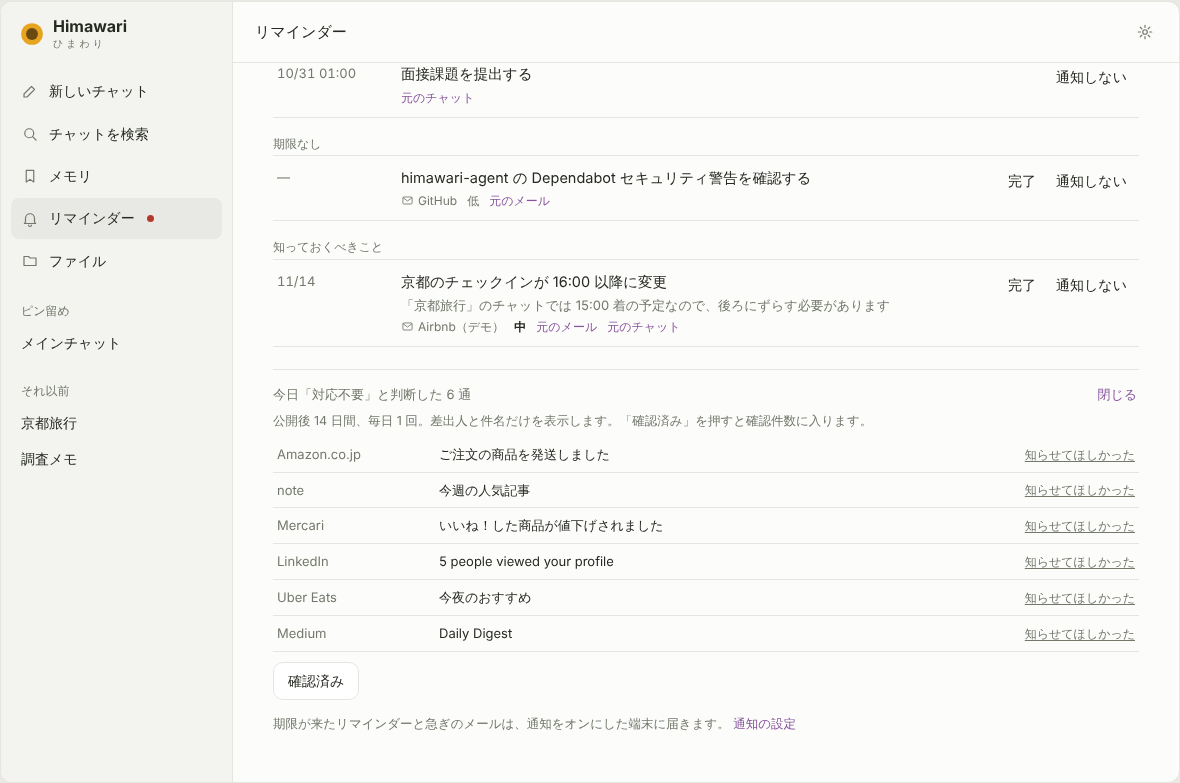 Himawari
ひまわり
新しいチャット
チャットを検索
メモリ
リマインダー
ファイル
ピン留め
メインチャット
それ以前
京都旅行
調査メモ
リマインダー
10/31 01:00 面接課題を提出する 通知しない
元のチャット
期限なし
— himawari-agent の Dependabot セキュリティ警告を確認する 完了 通知しない
GitHub 低 元のメール
知っておくべきこと
11/14 京都のチェックインが 16:00 以降に変更 完了 通知しない
「京都旅行」のチャットでは 15:00 着の予定なので、後ろにずらす必要があります
Airbnb（デモ） 中 元のメール 元のチャット
今日「対応不要」と判断した 6 通 閉じる
公開後 14 日間、毎日 1 回。差出人と件名だけを表示します。「確認済み」を押すと確認件数に入ります。
Amazon.co.jp ご注文の商品を発送しました 知らせてほしかった
note 今週の人気記事 知らせてほしかった
Mercari いいね！した商品が値下げされました 知らせてほしかった
LinkedIn 5 people viewed your profile 知らせてほしかった
Uber Eats 今夜のおすすめ 知らせてほしかった
Medium Daily Digest 知らせてほしかった
確認済み
期限が来たリマインダーと急ぎのメールは、通知をオンにした端末に届きます。 通知の設定